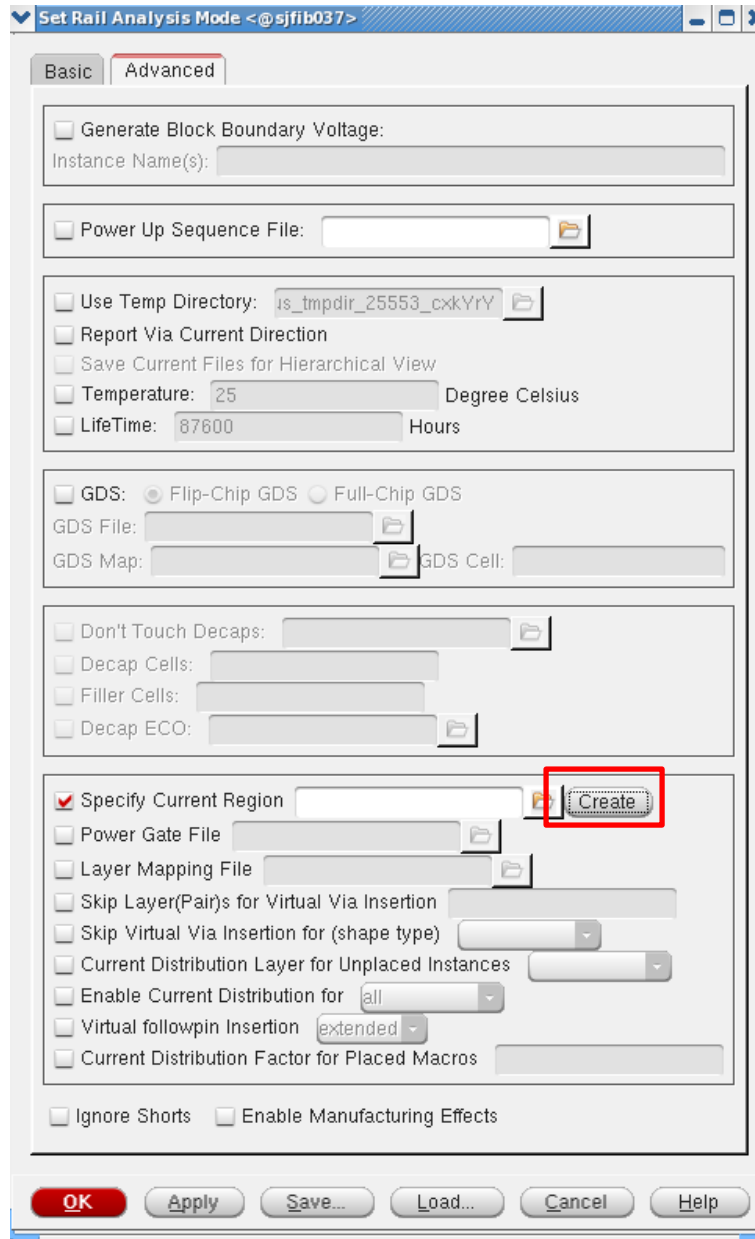 Set Rail Analysis Mode <@sjfib037>
Basic Advanced
Generate Block Boundary Voltage:
Instance Name(s):
Power Up Sequence File:
Use Temp Directory: us_tmpdir_25553_cxkYrY
Report Via Current Direction
Save Current Files for Hierarchical View
Temperature: 25 Degree Celsius
LifeTime: 87600 Hours
GDS: Flip-Chip GDS Full-Chip GDS
GDS File:
GDS Map: GDS Cell:
Don't Touch Decaps:
Decap Cells:
Filler Cells:
Decap ECO:
Specify Current Region Create
Power Gate File
Layer Mapping File
Skip Layer(Pair)s for Virtual Via Insertion
Skip Virtual Via Insertion for (shape type)
Current Distribution Layer for Unplaced Instances
Enable Current Distribution for all
Virtual followpin Insertion extended
Current Distribution Factor for Placed Macros
Ignore Shorts Enable Manufacturing Effects
OK Apply Save... Load... Cancel Help